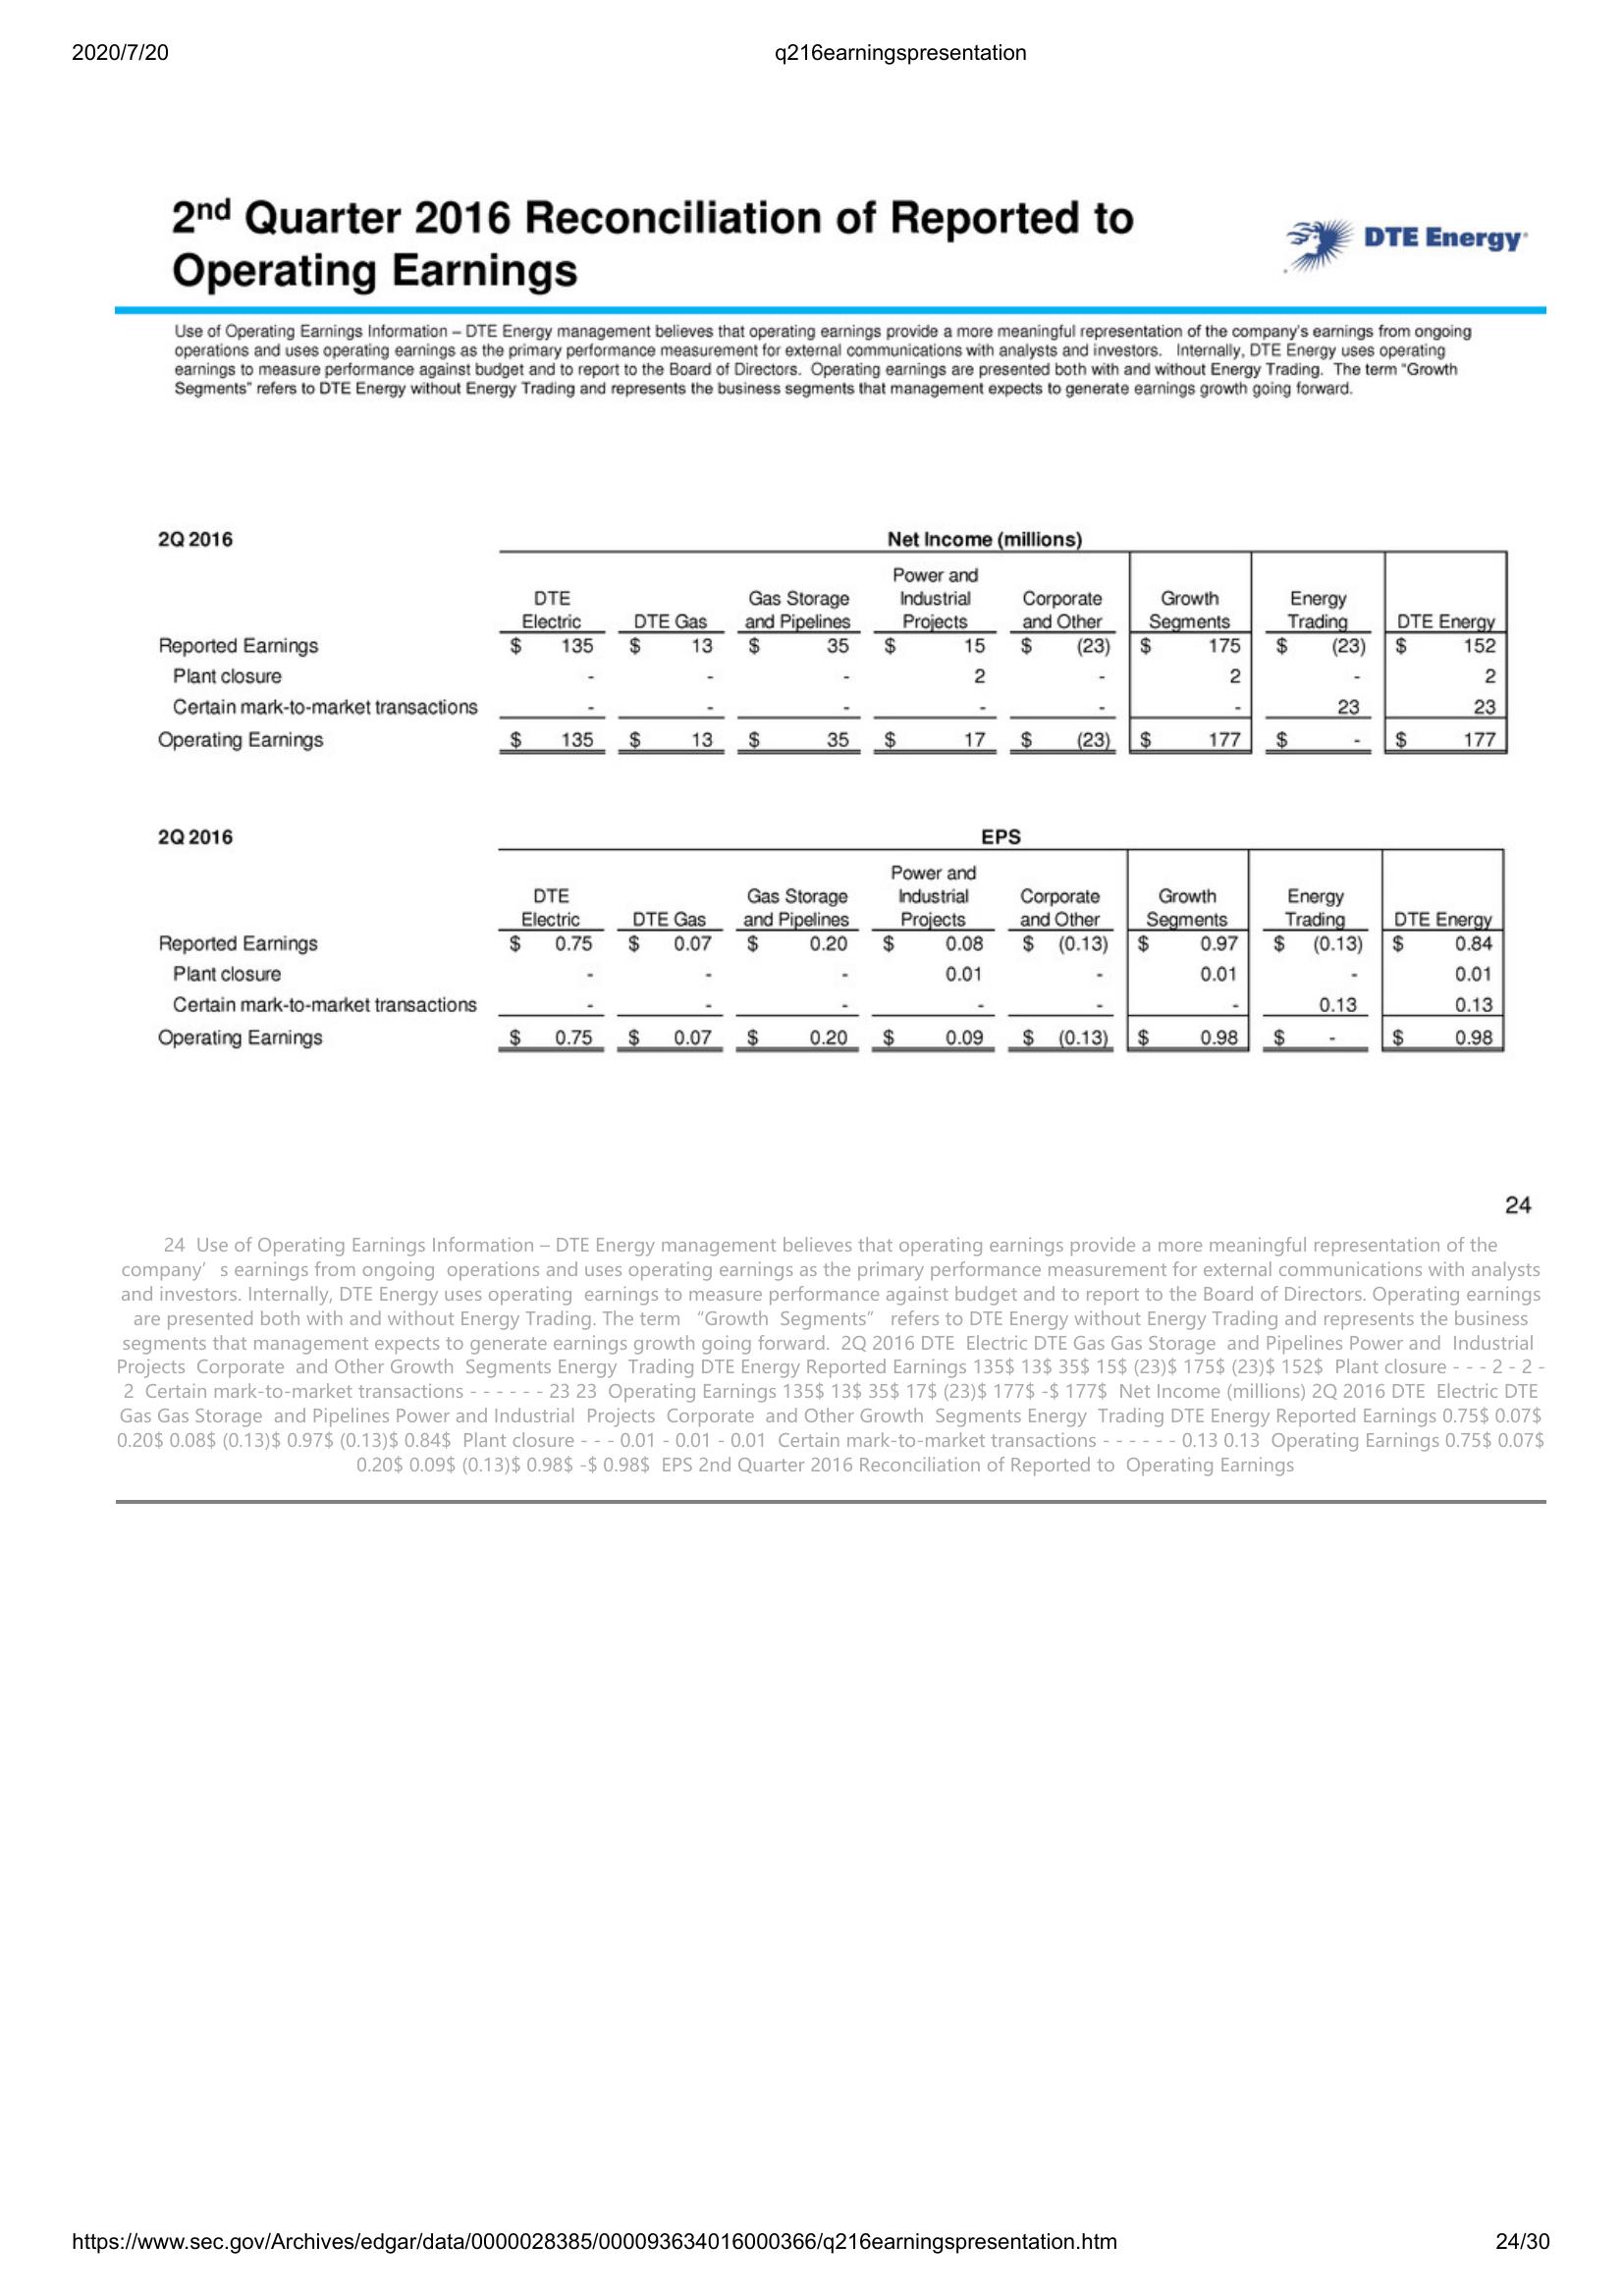 2020/7/20 q216earningspresentation
2nd Quarter 2016 Reconciliation of Reported to
Operating Earnings
DTE Energy
Use of Operating Earnings Information – DTE Energy management believes that operating earnings provide a more meaningful representation of the company's earnings from ongoing
operations and uses operating earnings as the primary performance measurement for external communications with analysts and investors. Internally, DTE Energy uses operating
earnings to measure performance against budget and to report to the Board of Directors. Operating earnings are presented both with and without Energy Trading. The term “Growth
Segments” refers to DTE Energy without Energy Trading and represents the business segments that management expects to generate earnings growth going forward.
2Q 2016 Net Income (millions)
Power and
DTE Gas Storage Industrial Corporate Growth Energy
Electric DTE Gas and Pipelines Projects and Other Segments Trading DTE Energy
Reported Earnings $ 135 $ 13 $ 35 $ 15 $ (23) $ 175 $ (23) $ 152
Plant closure - - - 2 - 2 - 2
Certain mark-to-market transactions - - - - - - 23 23
Operating Earnings $ 135 $ 13 $ 35 $ 17 $ (23) $ 177 $ - $ 177
2Q 2016 EPS
Power and
DTE Gas Storage Industrial Corporate Growth Energy
Electric DTE Gas and Pipelines Projects and Other Segments Trading DTE Energy
Reported Earnings $ 0.75 $ 0.07 $ 0.20 $ 0.08 $ (0.13) $ 0.97 $ (0.13) $ 0.84
Plant closure - - - 0.01 - 0.01 - 0.01
Certain mark-to-market transactions - - - - - - 0.13 0.13
Operating Earnings $ 0.75 $ 0.07 $ 0.20 $ 0.09 $ (0.13) $ 0.98 $ - $ 0.98
24
24 Use of Operating Earnings Information – DTE Energy management believes that operating earnings provide a more meaningful representation of the
company’ s earnings from ongoing operations and uses operating earnings as the primary performance measurement for external communications with analysts
and investors. Internally, DTE Energy uses operating earnings to measure performance against budget and to report to the Board of Directors. Operating earnings
are presented both with and without Energy Trading. The term “Growth Segments” refers to DTE Energy without Energy Trading and represents the business
segments that management expects to generate earnings growth going forward. 2Q 2016 DTE Electric DTE Gas Gas Storage and Pipelines Power and Industrial
Projects Corporate and Other Growth Segments Energy Trading DTE Energy Reported Earnings 135$ 13$ 35$ 15$ (23)$ 175$ (23)$ 152$ Plant closure - - - 2 - 2 -
2 Certain mark-to-market transactions - - - - - - 23 23 Operating Earnings 135$ 13$ 35$ 17$ (23)$ 177$ -$ 177$ Net Income (millions) 2Q 2016 DTE Electric DTE
Gas Gas Storage and Pipelines Power and Industrial Projects Corporate and Other Growth Segments Energy Trading DTE Energy Reported Earnings 0.75$ 0.07$
0.20$ 0.08$ (0.13)$ 0.97$ (0.13)$ 0.84$ Plant closure - - - 0.01 - 0.01 - 0.01 Certain mark-to-market transactions - - - - - - 0.13 0.13 Operating Earnings 0.75$ 0.07$
0.20$ 0.09$ (0.13)$ 0.98$ -$ 0.98$ EPS 2nd Quarter 2016 Reconciliation of Reported to Operating Earnings
https://www.sec.gov/Archives/edgar/data/0000028385/000093634016000366/q216earningspresentation.htm 24/30